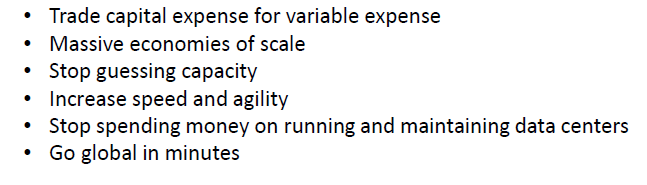 • Trade capital expense for variable expense
• Massive economies of scale
• Stop guessing capacity
• Increase speed and agility
• Stop spending money on running and maintaining data centers
• Go global in minutes